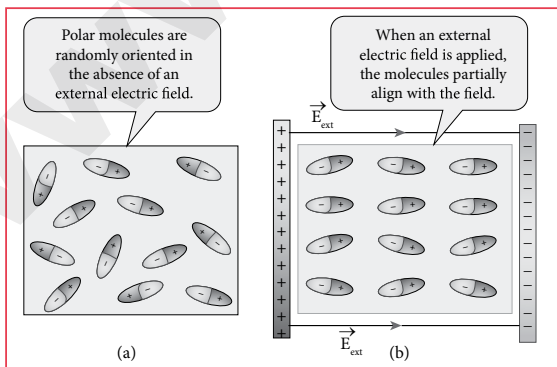 Polar molecules are
randomly oriented in
the absence of an
external electric field.
When an external
electric field is applied,
the molecules partially
align with the field.
E⃗ext
E⃗ext
(a)
(b)